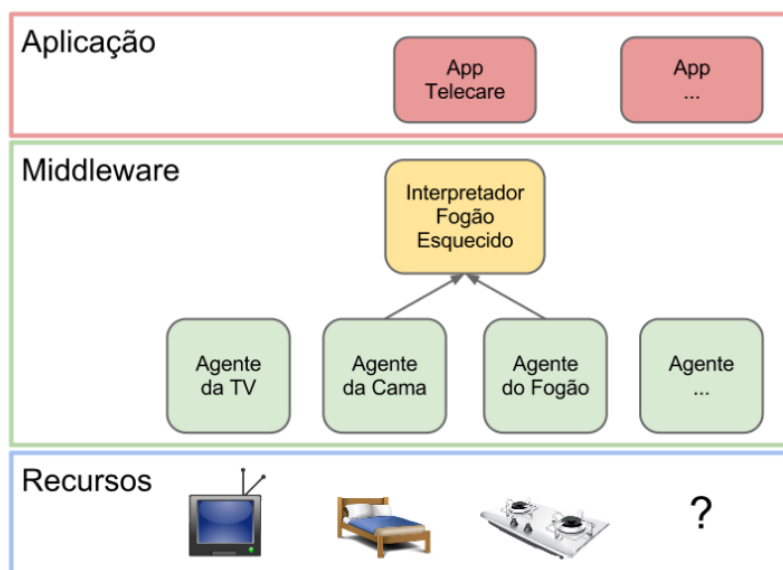 Aplicação
App
Telecare
App
...
Middleware
Interpretador
Fogão
Esquecido
Agente
da TV
Agente
da Cama
Agente
do Fogão
Agente
...
Recursos
?